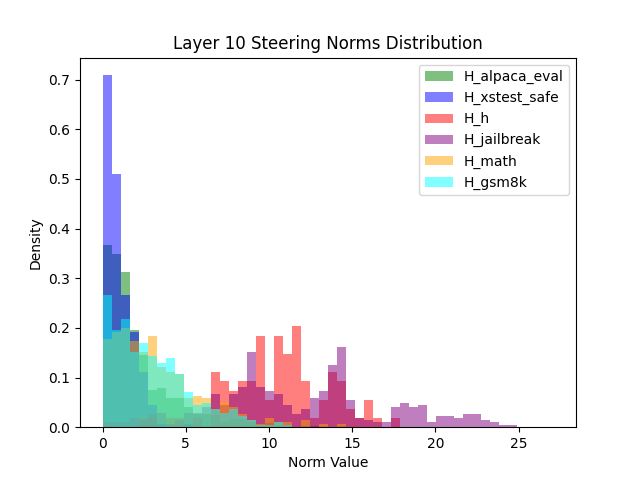 Layer 10 Steering Norms Distribution
H_alpaca_eval
H_xstest_safe
H_h
H_jailbreak
H_math
H_gsm8k
Density
0.7
0.6
0.5
0.4
0.3
0.2
0.1
0.0
0
5
10
15
20
25
Norm Value